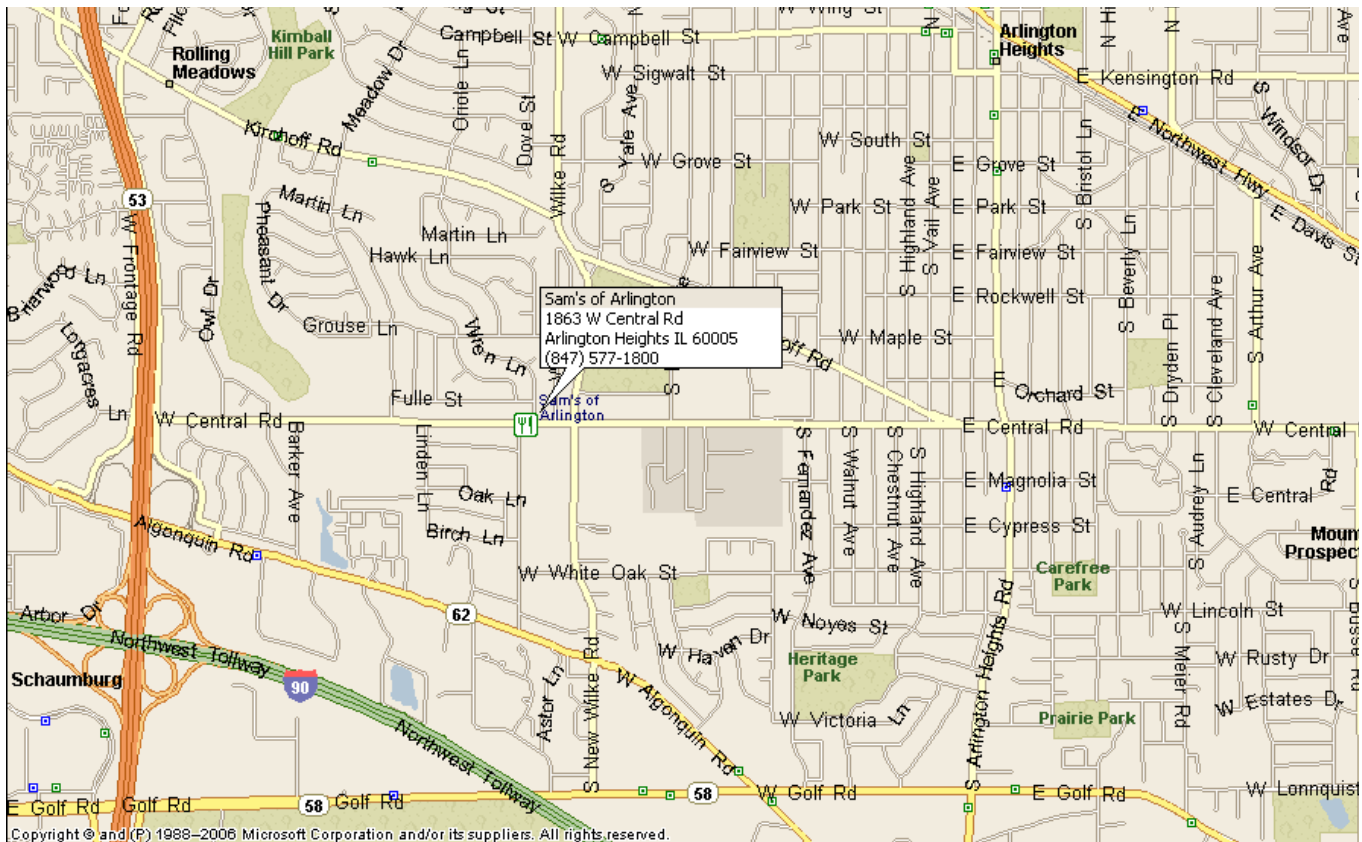 Campbell St
W Campbell St
W Wing St
Arlington
Heights
Kimball
Hill Park
Rolling
Meadows
Meadow Dr
Oriole Ln
Dove St
Wilke Rd
S Yale Ave
W Sigwalt St
E Kensington Rd
S Windsor Dr
E Northwest Hwy
E Davis St
Kirchoff Rd
W South St
W Grove St
E Grove St
S Bristol Ln
53
Martin Ln
Martin Ln
Hawk Ln
Pheasant Dr
W Park St
E Park St
W Fairview St
E Fairview St
S Highland Ave
S Vail Ave
S Beverly Ln
W Frontage Rd
Briarwood Ln
Owl Dr
Longacres
Ln
Grouse Ln
Wren Ln
Sam's of Arlington
1863 W Central Rd
Arlington Heights IL 60005
(847) 577-1800
E Rockwell St
W Maple St
S Dryden Pl
S Cleveland Ave
S Arthur Ave
E Orchard St
Fulle St
Sam's of
Arlington
W Central Rd
E Central Rd
W Central
Barker Ave
Linden Ln
Oak Ln
Birch Ln
S Fernandez Ave
S Walnut Ave
S Chestnut Ave
S Highland Ave
E Magnolia St
E Cypress St
S Audrey Ln
E Central Rd
Algonquin Rd
W White Oak St
Carefree
Park
62
Arbor Dr
Northwest Tollway
90
Schaumburg
W Noyes St
W Haven Dr
Heritage
Park
W Lincoln St
S Meier Rd
W Rusty Dr
W Estates Dr
S Busse Rd
Astor Ln
S New Wilke Rd
W Algonquin Rd
W Victoria Ln
S Arlington Heights Rd
Prairie Park
Northwest Tollway
E Golf Rd
Golf Rd
58
Golf Rd
58
W Golf Rd
E Golf Rd
W Lonnquist
Copyright © and (P) 1988–2006 Microsoft Corporation and/or its suppliers. All rights reserved.